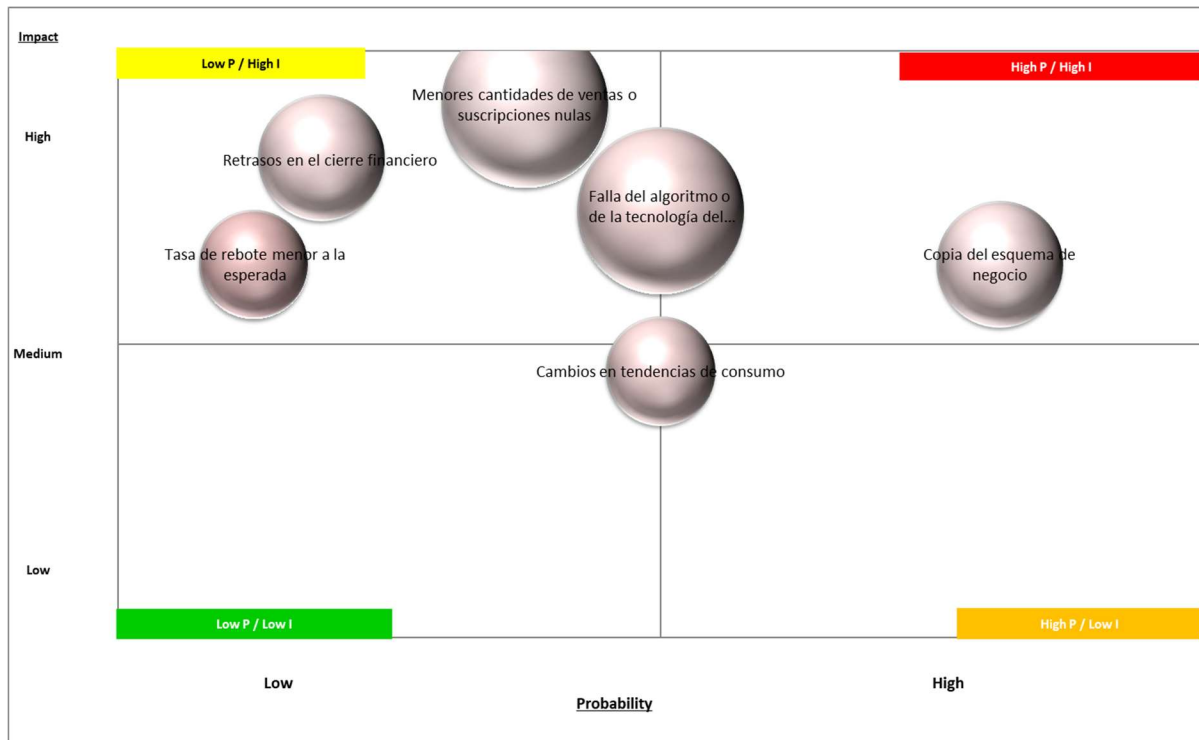 Impact
Low P / High I
High P / High I
Menores cantidades de ventas o
suscripciones nulas
High
Retrasos en el cierre financiero
Falla del algoritmo o
de la tecnología del...
Tasa de rebote menor a la
esperada
Copia del esquema de
negocio
Medium
Cambios en tendencias de consumo
Low
Low P / Low I
High P / Low I
Low
High
Probability